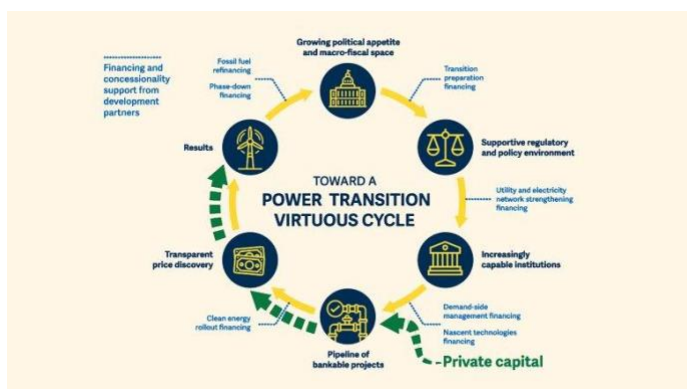 Growing political appetite
and macro-fiscal space
Financing and
concessionality
support from
development
partners
Fossil fuel
refinancing
Phase-down
financing
Transition
preparation
financing
Results
Supportive regulatory
and policy environment
TOWARD A
POWER TRANSITION
VIRTUOUS CYCLE
Utility and electricity
network strengthening
financing
Transparent
price discovery
Increasingly
capable institutions
Clean energy
rollout financing
Demand-side
management financing
Nascent technologies
financing
Pipeline of
bankable projects
Private capital